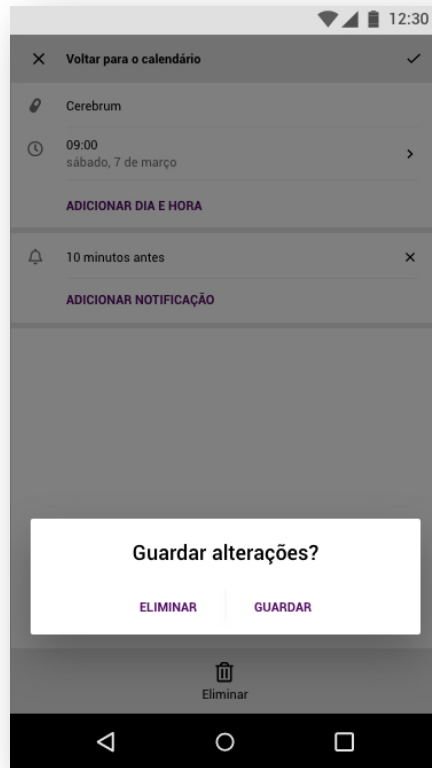 12:30
Voltar para o calendário
Cerebrum
09:00
sábado, 7 de março
ADICIONAR DIA E HORA
10 minutos antes
ADICIONAR NOTIFICAÇÃO
Guardar alterações?
ELIMINAR GUARDAR
Eliminar